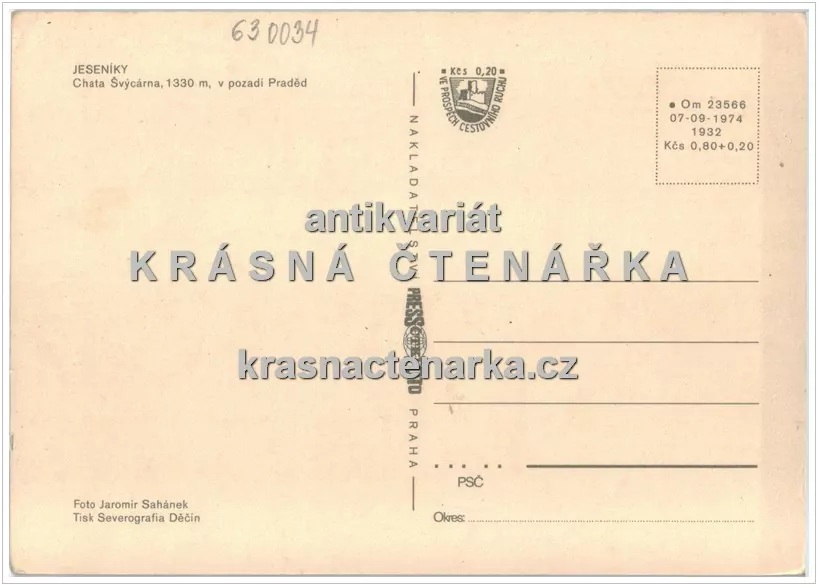 630034
JESENÍKY
Chata Švýcárna, 1330 m, v pozadí Praděd
Kčs 0,20
VE PROSPĚCH CESTOVNÍHO RUCHU
Om 23566
07-09-1974
1932
Kčs 0,80+0,20
NAKLADATELSTVÍ PRESSFOTO PRAHA
antikvariát
KRÁSNÁ ČTENÁŘKA
krasnactenarka.cz
PSČ
Foto Jaromír Sahánek
Tisk Severografia Děčín
Okres: